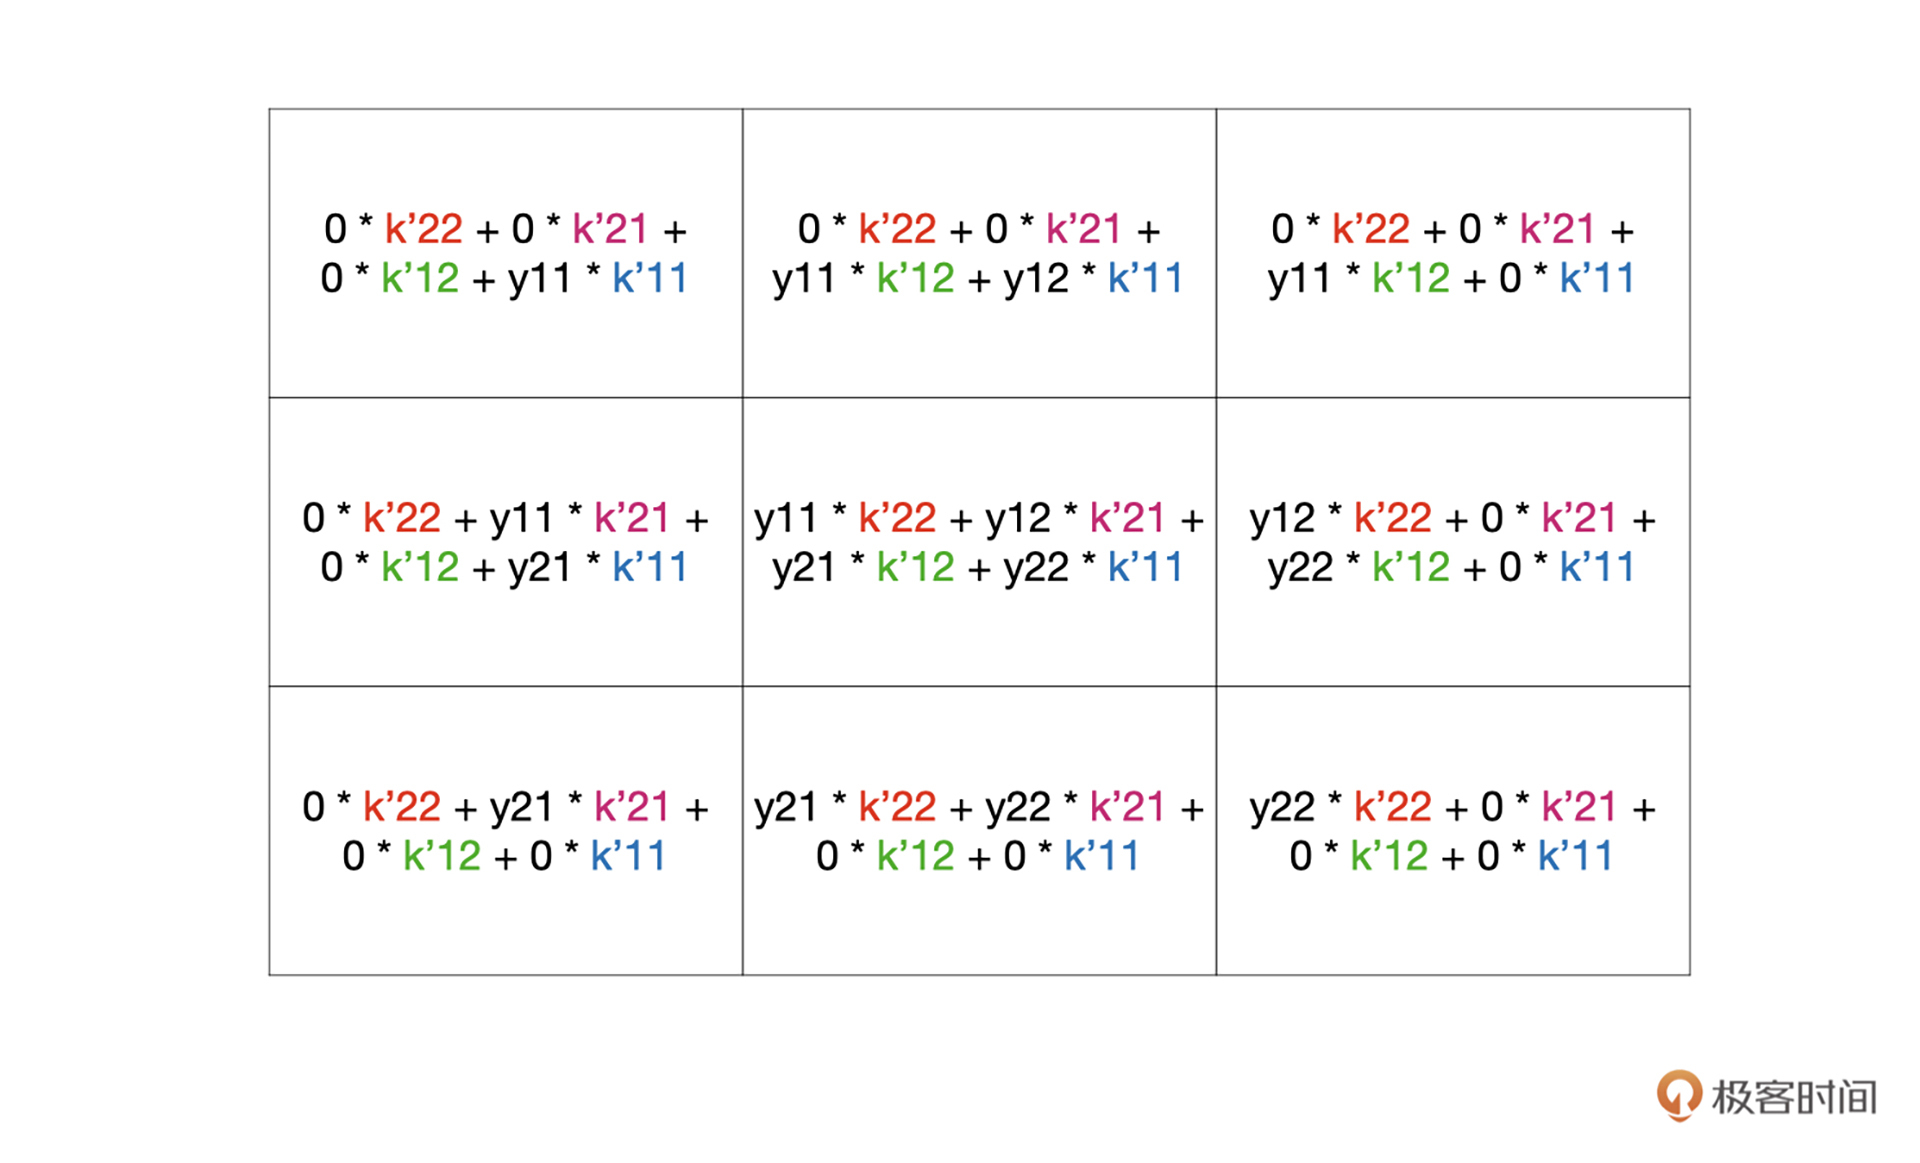 0 * k’22 + 0 * k’21 +
0 * k’12 + y11 * k’11
0 * k’22 + 0 * k’21 +
y11 * k’12 + y12 * k’11
0 * k’22 + 0 * k’21 +
y11 * k’12 + 0 * k’11
0 * k’22 + y11 * k’21 +
0 * k’12 + y21 * k’11
y11 * k’22 + y12 * k’21 +
y21 * k’12 + y22 * k’11
y12 * k’22 + 0 * k’21 +
y22 * k’12 + 0 * k’11
0 * k’22 + y21 * k’21 +
0 * k’12 + 0 * k’11
y21 * k’22 + y22 * k’21 +
0 * k’12 + 0 * k’11
y22 * k’22 + 0 * k’21 +
0 * k’12 + 0 * k’11
极客时间